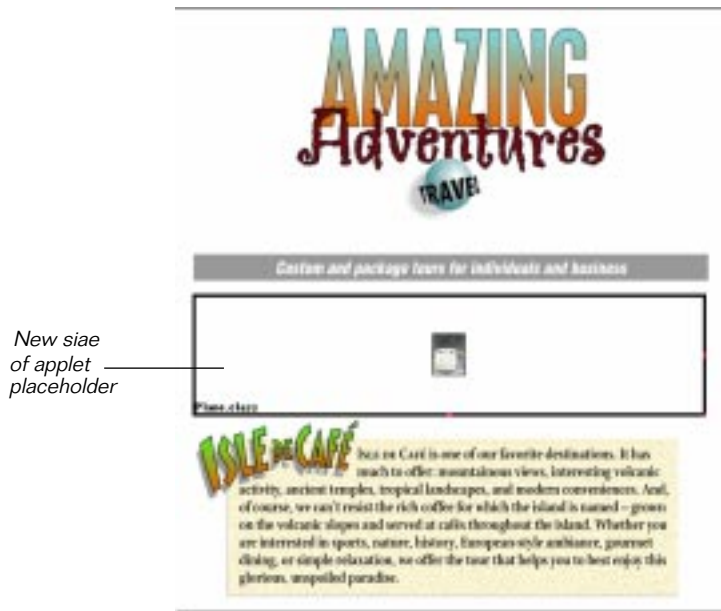 AMAZING
Adventures
TRAVEL
Custom and package tours for individuals and business
New siae
of applet
placeholder
Plane.class
ISLE DE CAFÉ
ISLE DE CAFÉ is one of our favorite destinations. It has
much to offer: mountainous views, interesting volcanic
activity, ancient temples, tropical landscapes, and modern conveniences. And,
of course, we can't resist the rich coffee for which the island is named – grown
on the volcanic slopes and served at cafés throughout the island. Whether you
are interested in sports, nature, history, European-style ambiance, gourmet
dining, or simple relaxation, we offer the tour that helps you to best enjoy this
glorious, unspoiled paradise.